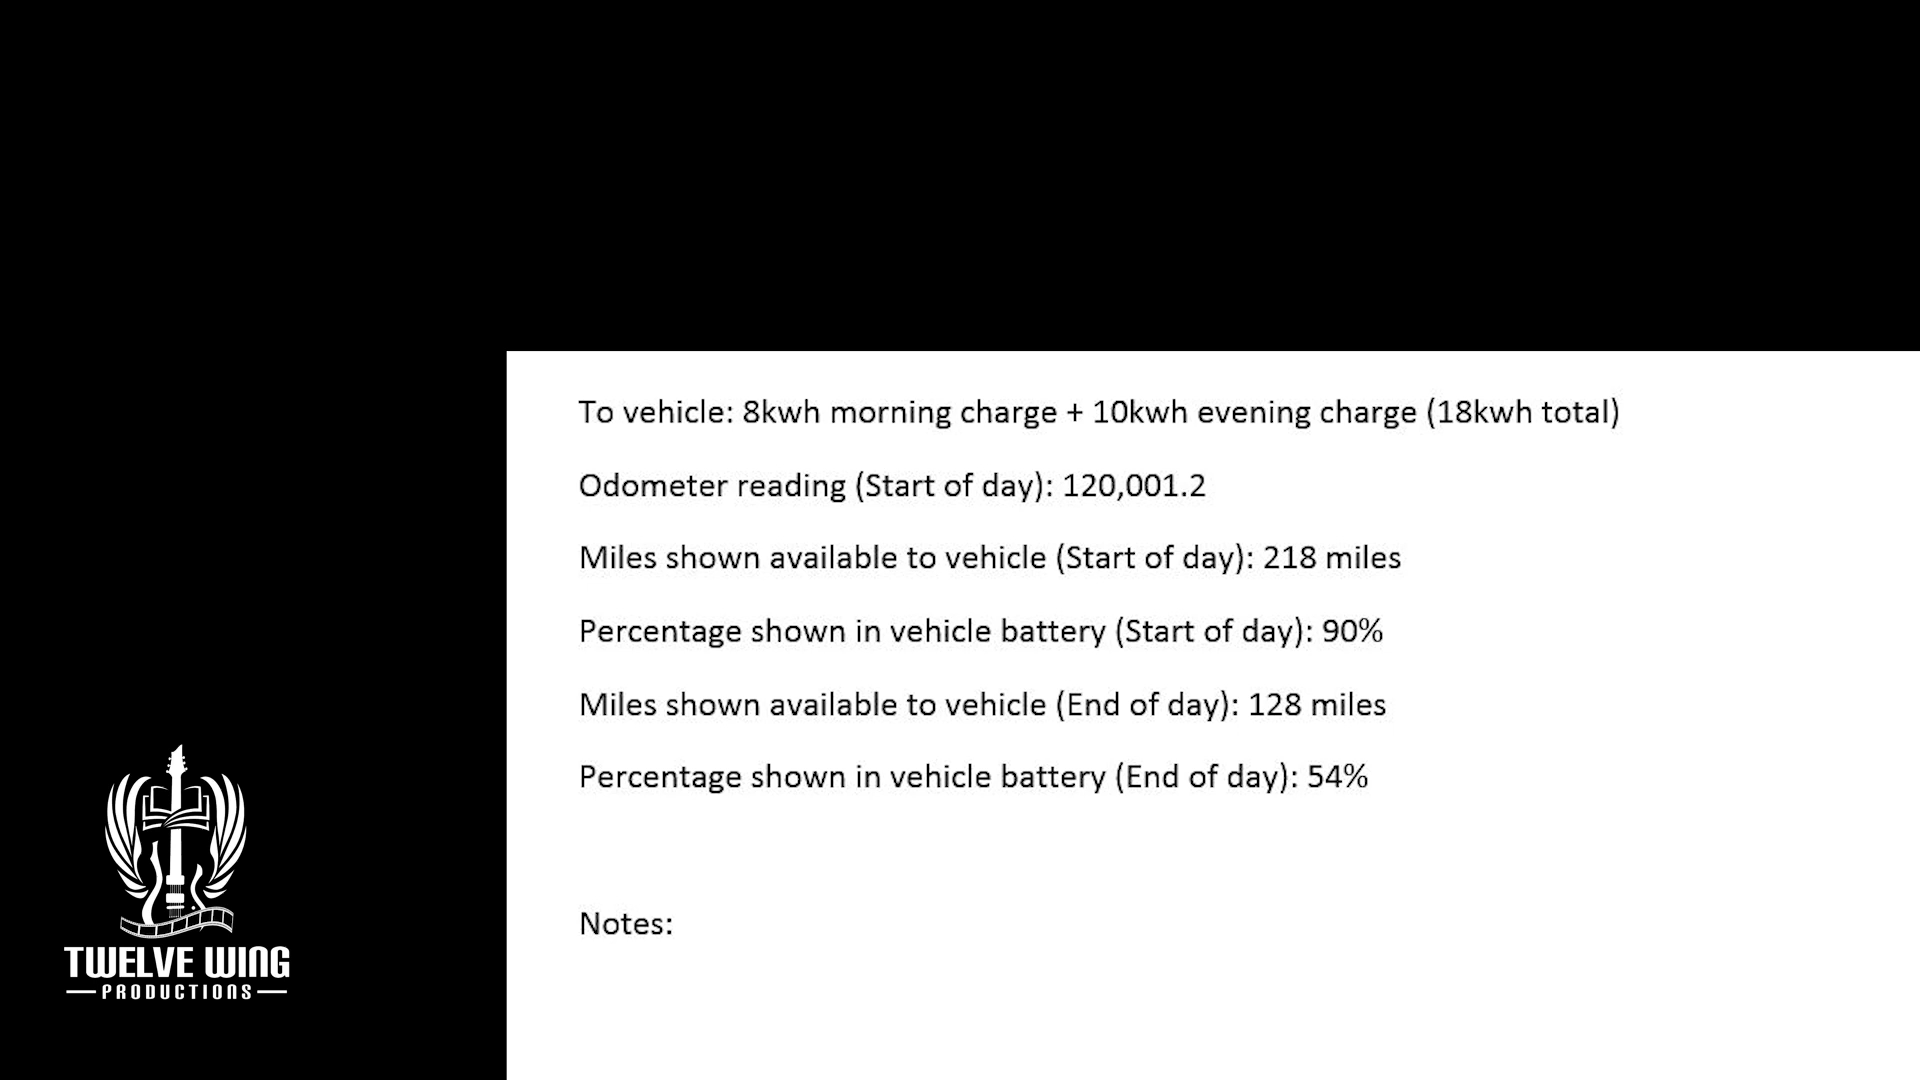 To vehicle: 8kwh morning charge + 10kwh evening charge (18kwh total)
Odometer reading (Start of day): 120,001.2
Miles shown available to vehicle (Start of day): 218 miles
Percentage shown in vehicle battery (Start of day): 90%
Miles shown available to vehicle (End of day): 128 miles
Percentage shown in vehicle battery (End of day): 54%
Notes:
TWELVE WING
PRODUCTIONS